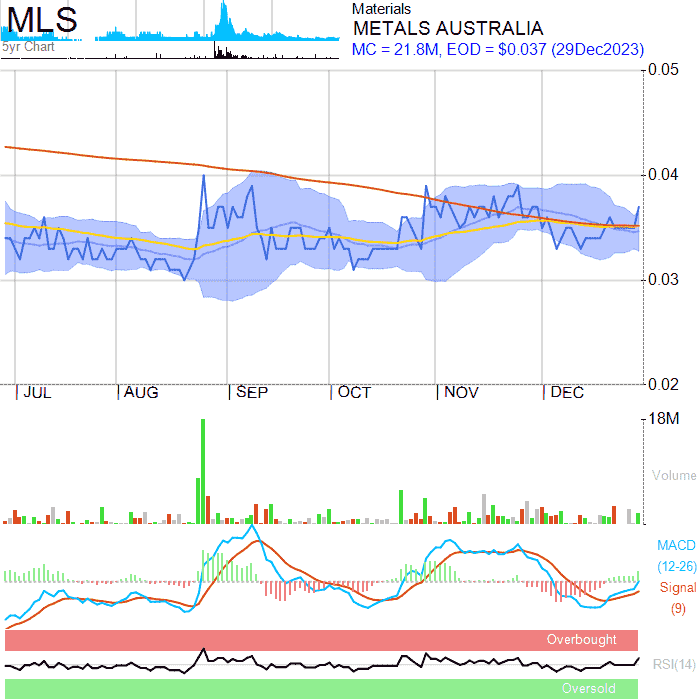 MLS
5yr Chart
Materials
METALS AUSTRALIA
MC = 21.8M, EOD = $0.037 (29Dec2023)
0.05
0.04
0.03
0.02
JUL AUG SEP OCT NOV DEC
18M
Volume
MACD
(12-26)
Signal
(9)
Overbought
RSI(14)
Oversold